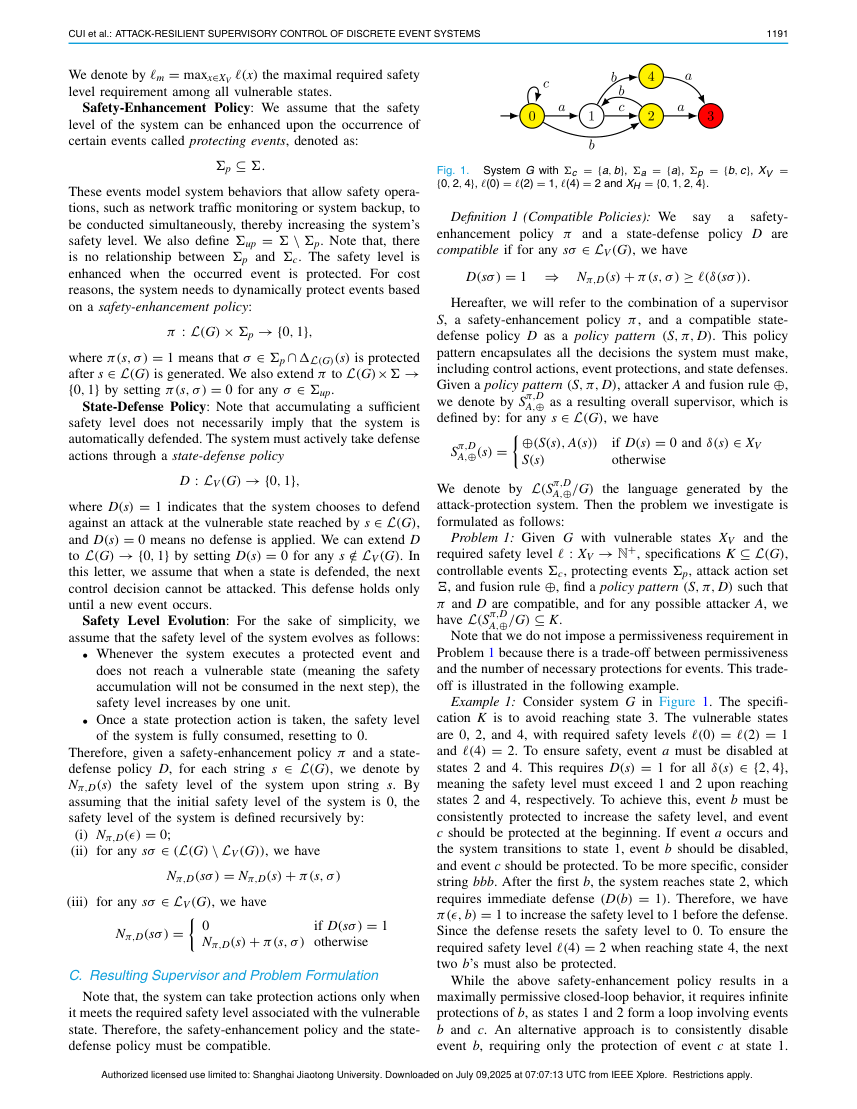 CUI et al.: ATTACK-RESILIENT SUPERVISORY CONTROL OF DISCRETE EVENT SYSTEMS 1191
We denote by ℓm = maxx∈XV ℓ(x) the maximal required safety
level requirement among all vulnerable states.
Safety-Enhancement Policy: We assume that the safety
level of the system can be enhanced upon the occurrence of
certain events called protecting events, denoted as:
Σp ⊆ Σ.
These events model system behaviors that allow safety opera-
tions, such as network traffic monitoring or system backup, to
be conducted simultaneously, thereby increasing the system's
safety level. We also define Σup = Σ \ Σp. Note that, there
is no relationship between Σp and Σc. The safety level is
enhanced when the occurred event is protected. For cost
reasons, the system needs to dynamically protect events based
on a safety-enhancement policy:
π : L(G) × Σp → {0, 1},
where π(s, σ) = 1 means that σ ∈ Σp ∩ ΔL(G)(s) is protected
after s ∈ L(G) is generated. We also extend π to L(G) × Σ →
{0, 1} by setting π(s, σ) = 0 for any σ ∈ Σup.
State-Defense Policy: Note that accumulating a sufficient
safety level does not necessarily imply that the system is
automatically defended. The system must actively take defense
actions through a state-defense policy
D : LV(G) → {0, 1},
where D(s) = 1 indicates that the system chooses to defend
against an attack at the vulnerable state reached by s ∈ L(G),
and D(s) = 0 means no defense is applied. We can extend D
to L(G) → {0, 1} by setting D(s) = 0 for any s ∉ LV(G). In
this letter, we assume that when a state is defended, the next
control decision cannot be attacked. This defense holds only
until a new event occurs.
Safety Level Evolution: For the sake of simplicity, we
assume that the safety level of the system evolves as follows:
• Whenever the system executes a protected event and
does not reach a vulnerable state (meaning the safety
accumulation will not be consumed in the next step), the
safety level increases by one unit.
• Once a state protection action is taken, the safety level
of the system is fully consumed, resetting to 0.
Therefore, given a safety-enhancement policy π and a state-
defense policy D, for each string s ∈ L(G), we denote by
Nπ,D(s) the safety level of the system upon string s. By
assuming that the initial safety level of the system is 0, the
safety level of the system is defined recursively by:
(i) Nπ,D(ϵ) = 0;
(ii) for any sσ ∈ (L(G) \ LV(G)), we have
Nπ,D(sσ) = Nπ,D(s) + π(s, σ)
(iii) for any sσ ∈ LV(G), we have
Nπ,D(sσ) = { 0 if D(sσ) = 1
Nπ,D(s) + π(s, σ) otherwise
C. Resulting Supervisor and Problem Formulation
Note that, the system can take protection actions only when
it meets the required safety level associated with the vulnerable
state. Therefore, the safety-enhancement policy and the state-
defense policy must be compatible.
c b 4 a
b
0 a 1 c 2 a 3
b
Fig. 1. System G with Σc = {a, b}, Σa = {a}, Σp = {b, c}, XV =
{0, 2, 4}, ℓ(0) = ℓ(2) = 1, ℓ(4) = 2 and XH = {0, 1, 2, 4}.
Definition 1 (Compatible Policies): We say a safety-
enhancement policy π and a state-defense policy D are
compatible if for any sσ ∈ LV(G), we have
D(sσ) = 1 ⇒ Nπ,D(s) + π(s, σ) ≥ ℓ(δ(sσ)).
Hereafter, we will refer to the combination of a supervisor
S, a safety-enhancement policy π, and a compatible state-
defense policy D as a policy pattern (S, π, D). This policy
pattern encapsulates all the decisions the system must make,
including control actions, event protections, and state defenses.
Given a policy pattern (S, π, D), attacker A and fusion rule ⊕,
we denote by Sπ,DA,⊕ as a resulting overall supervisor, which is
defined by: for any s ∈ L(G), we have
Sπ,DA,⊕(s) = { ⊕(S(s), A(s)) if D(s) = 0 and δ(s) ∈ XV
S(s) otherwise
We denote by L(Sπ,DA,⊕/G) the language generated by the
attack-protection system. Then the problem we investigate is
formulated as follows:
Problem 1: Given G with vulnerable states XV and the
required safety level ℓ : XV → ℕ+, specifications K ⊆ L(G),
controllable events Σc, protecting events Σp, attack action set
Ξ, and fusion rule ⊕, find a policy pattern (S, π, D) such that
π and D are compatible, and for any possible attacker A, we
have L(Sπ,DA,⊕/G) ⊆ K.
Note that we do not impose a permissiveness requirement in
Problem 1 because there is a trade-off between permissiveness
and the number of necessary protections for events. This trade-
off is illustrated in the following example.
Example 1: Consider system G in Figure 1. The specifi-
cation K is to avoid reaching state 3. The vulnerable states
are 0, 2, and 4, with required safety levels ℓ(0) = ℓ(2) = 1
and ℓ(4) = 2. To ensure safety, event a must be disabled at
states 2 and 4. This requires D(s) = 1 for all δ(s) ∈ {2, 4},
meaning the safety level must exceed 1 and 2 upon reaching
states 2 and 4, respectively. To achieve this, event b must be
consistently protected to increase the safety level, and event
c should be protected at the beginning. If event a occurs and
the system transitions to state 1, event b should be disabled,
and event c should be protected. To be more specific, consider
string bbb. After the first b, the system reaches state 2, which
requires immediate defense (D(b) = 1). Therefore, we have
π(ϵ, b) = 1 to increase the safety level to 1 before the defense.
Since the defense resets the safety level to 0. To ensure the
required safety level ℓ(4) = 2 when reaching state 4, the next
two b's must also be protected.
While the above safety-enhancement policy results in a
maximally permissive closed-loop behavior, it requires infinite
protections of b, as states 1 and 2 form a loop involving events
b and c. An alternative approach is to consistently disable
event b, requiring only the protection of event c at state 1.
Authorized licensed use limited to: Shanghai Jiaotong University. Downloaded on July 09,2025 at 07:07:13 UTC from IEEE Xplore. Restrictions apply.